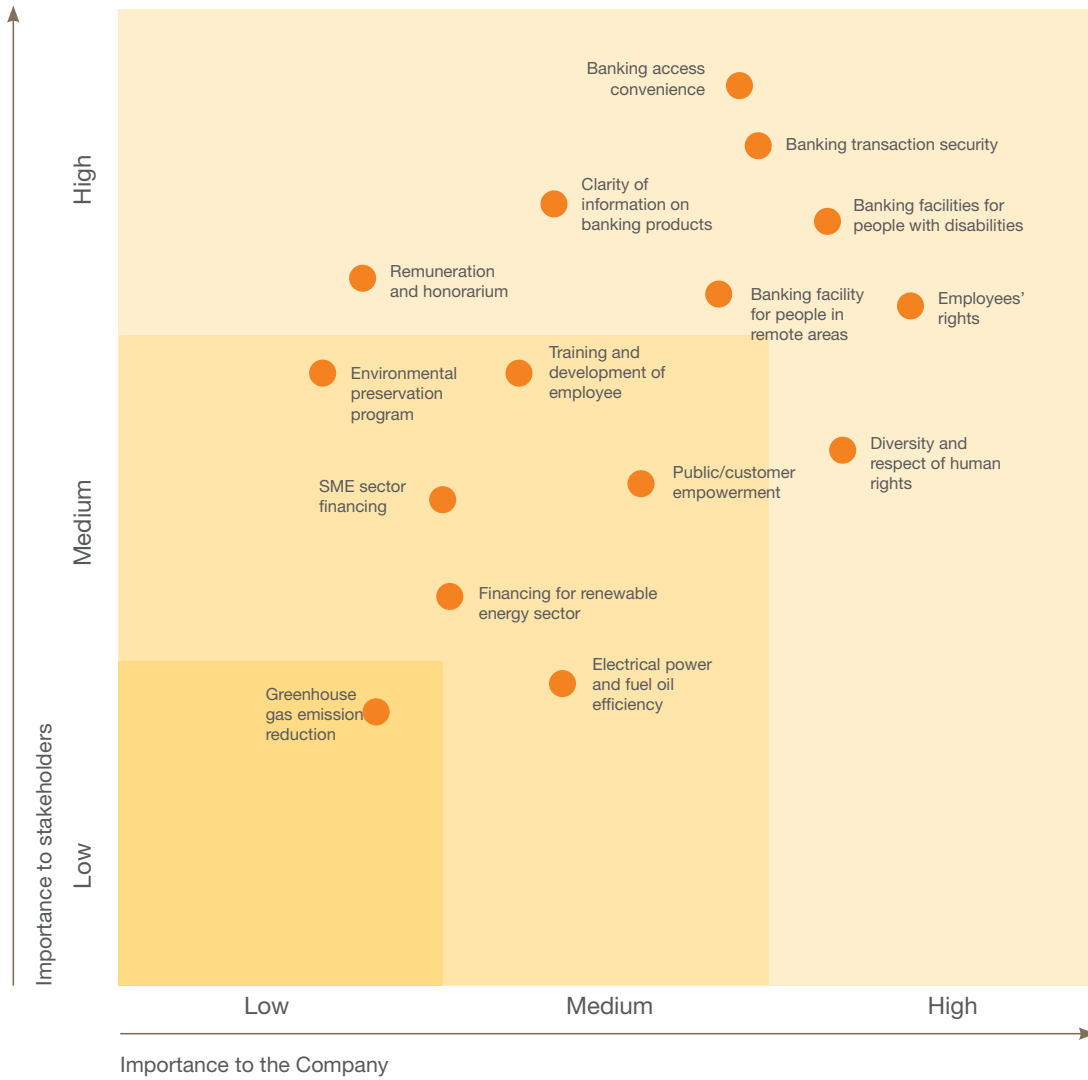 Banking access
convenience
Banking transaction security
Clarity of
information on
banking products
Banking facilities for
people with disabilities
Remuneration
and honorarium
Banking facility
for people in
remote areas
Employees’
rights
Environmental
preservation
program
Training and
development of
employee
Diversity and
respect of human
rights
SME sector
financing
Public/customer
empowerment
Financing for renewable
energy sector
Electrical power
and fuel oil
efficiency
Greenhouse
gas emission
reduction
High
Medium
Low
Importance to stakeholders
Low
Medium
High
Importance to the Company